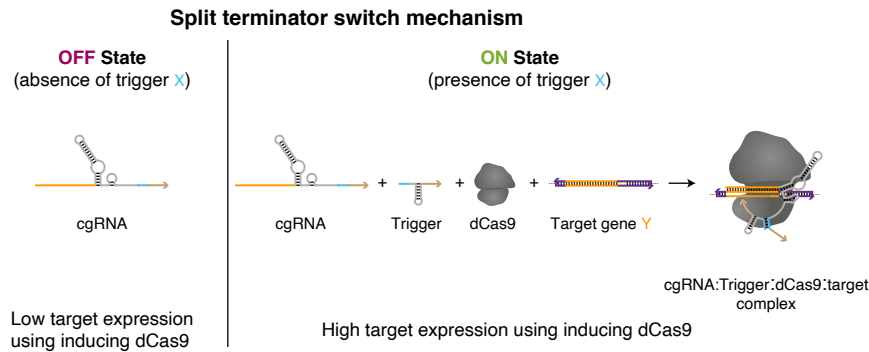 Split terminator switch mechanism
OFF State
(absence of trigger X)
cgRNA
Low target expression
using inducing dCas9
ON State
(presence of trigger X)
+ + + 
cgRNA Trigger dCas9 Target gene Y
cgRNA:Trigger:dCas9:target
complex
High target expression using inducing dCas9